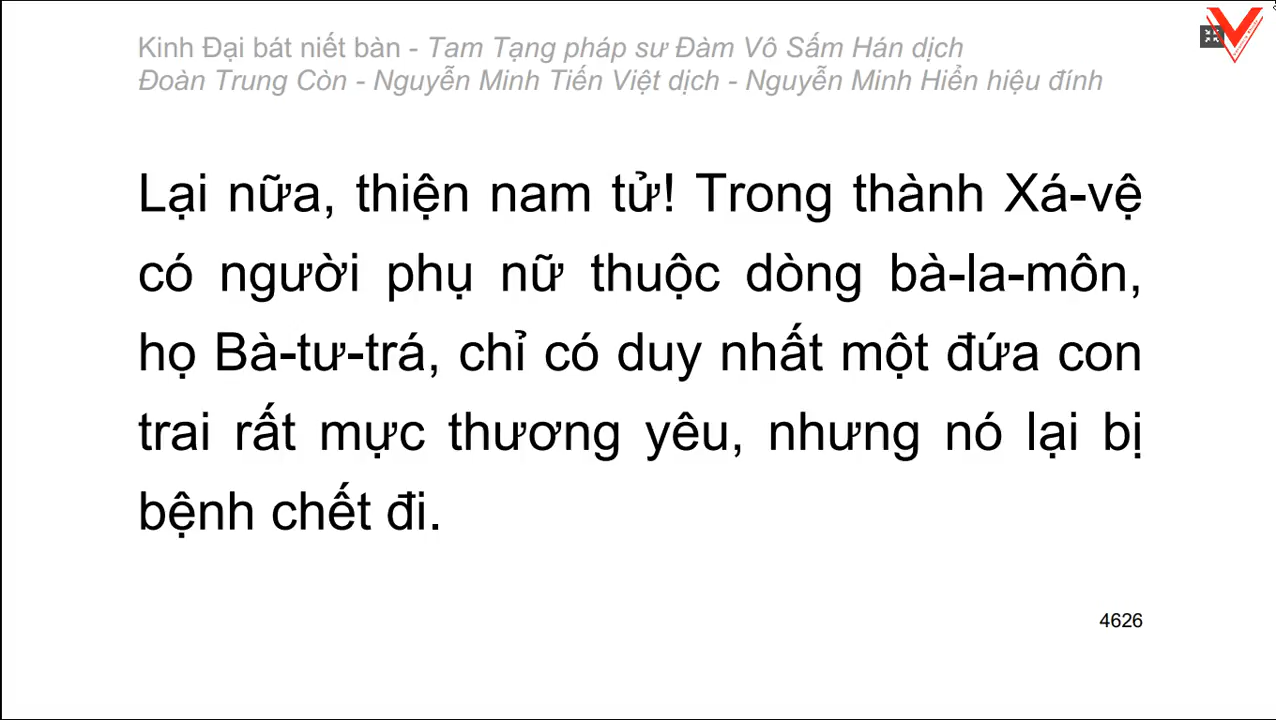 Kinh Đại bát niết bàn - Tam Tạng pháp sư Đàm Vô Sấm Hán dịch
Đoàn Trung Còn - Nguyễn Minh Tiến Việt dịch - Nguyễn Minh Hiển hiệu đính
Lại nữa, thiện nam tử! Trong thành Xá-vệ
có người phụ nữ thuộc dòng bà-la-môn,
họ Bà-tư-trá, chỉ có duy nhất một đứa con
trai rất mực thương yêu, nhưng nó lại bị
bệnh chết đi.
4626